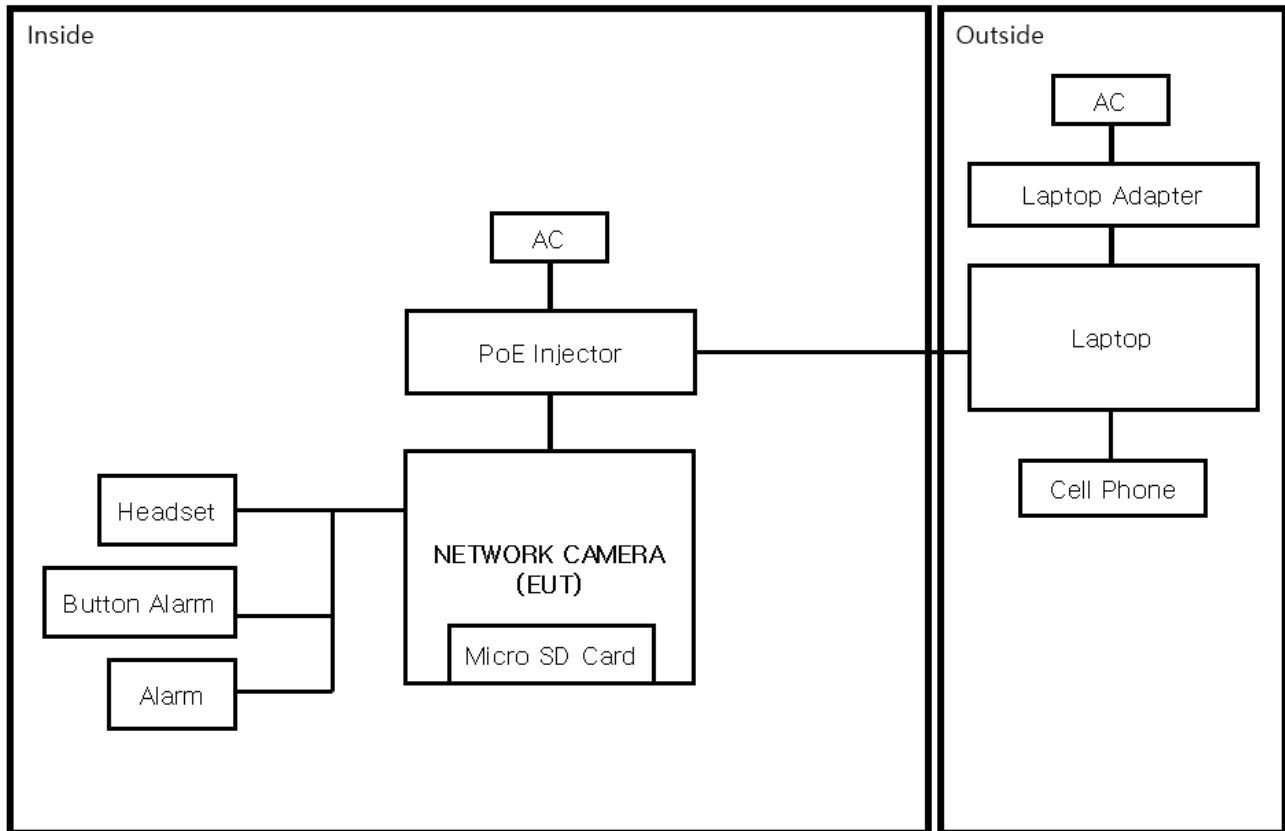 Inside
AC
PoE Injector
Headset
Button Alarm
Alarm
NETWORK CAMERA
(EUT)
Micro SD Card
Outside
AC
Laptop Adapter
Laptop
Cell Phone